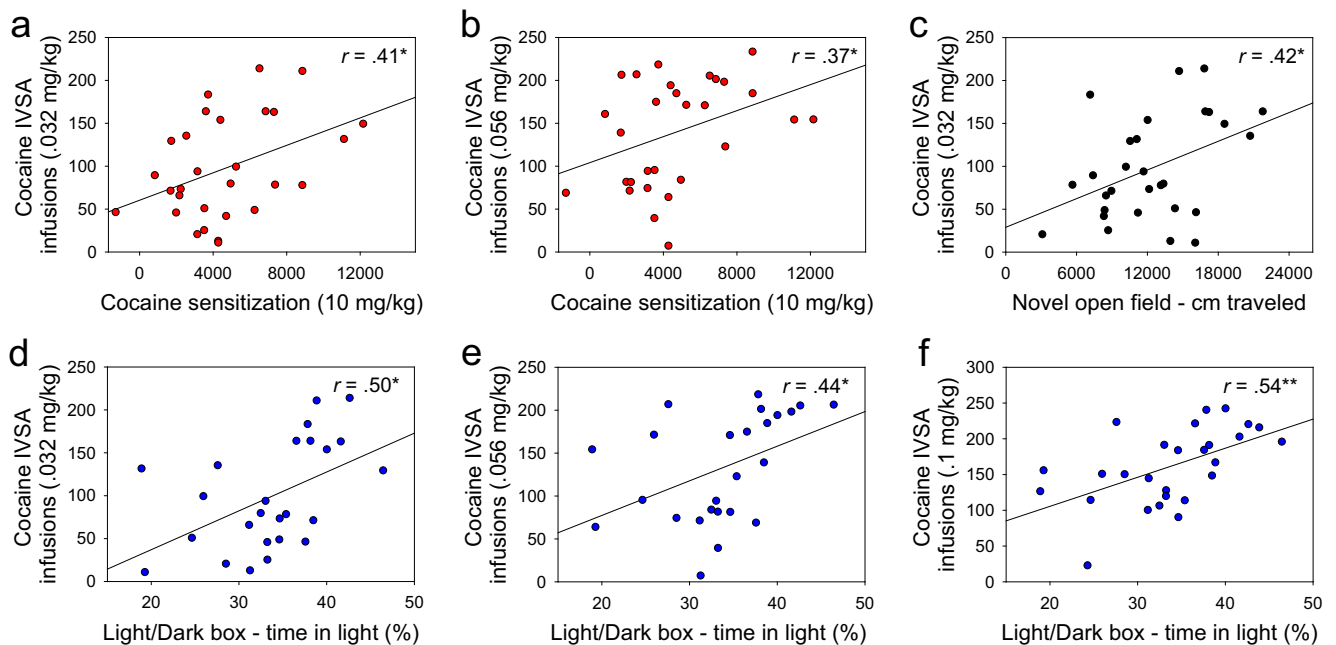 a
Cocaine IVSA
infusions (.032 mg/kg)
250
200
150
100
50
0
r = .41*
0 4000 8000 12000
Cocaine sensitization (10 mg/kg)
b
Cocaine IVSA
infusions (.056 mg/kg)
250
200
150
100
50
0
r = .37*
0 4000 8000 12000
Cocaine sensitization (10 mg/kg)
c
Cocaine IVSA
infusions (.032 mg/kg)
250
200
150
100
50
0
r = .42*
0 6000 12000 18000 24000
Novel open field - cm traveled
d
Cocaine IVSA
infusions (.032 mg/kg)
250
200
150
100
50
0
r = .50*
20 30 40 50
Light/Dark box - time in light (%)
e
Cocaine IVSA
infusions (.056 mg/kg)
250
200
150
100
50
0
r = .44*
20 30 40 50
Light/Dark box - time in light (%)
f
Cocaine IVSA
infusions (.1 mg/kg)
300
250
200
150
100
50
0
r = .54**
20 30 40 50
Light/Dark box - time in light (%)